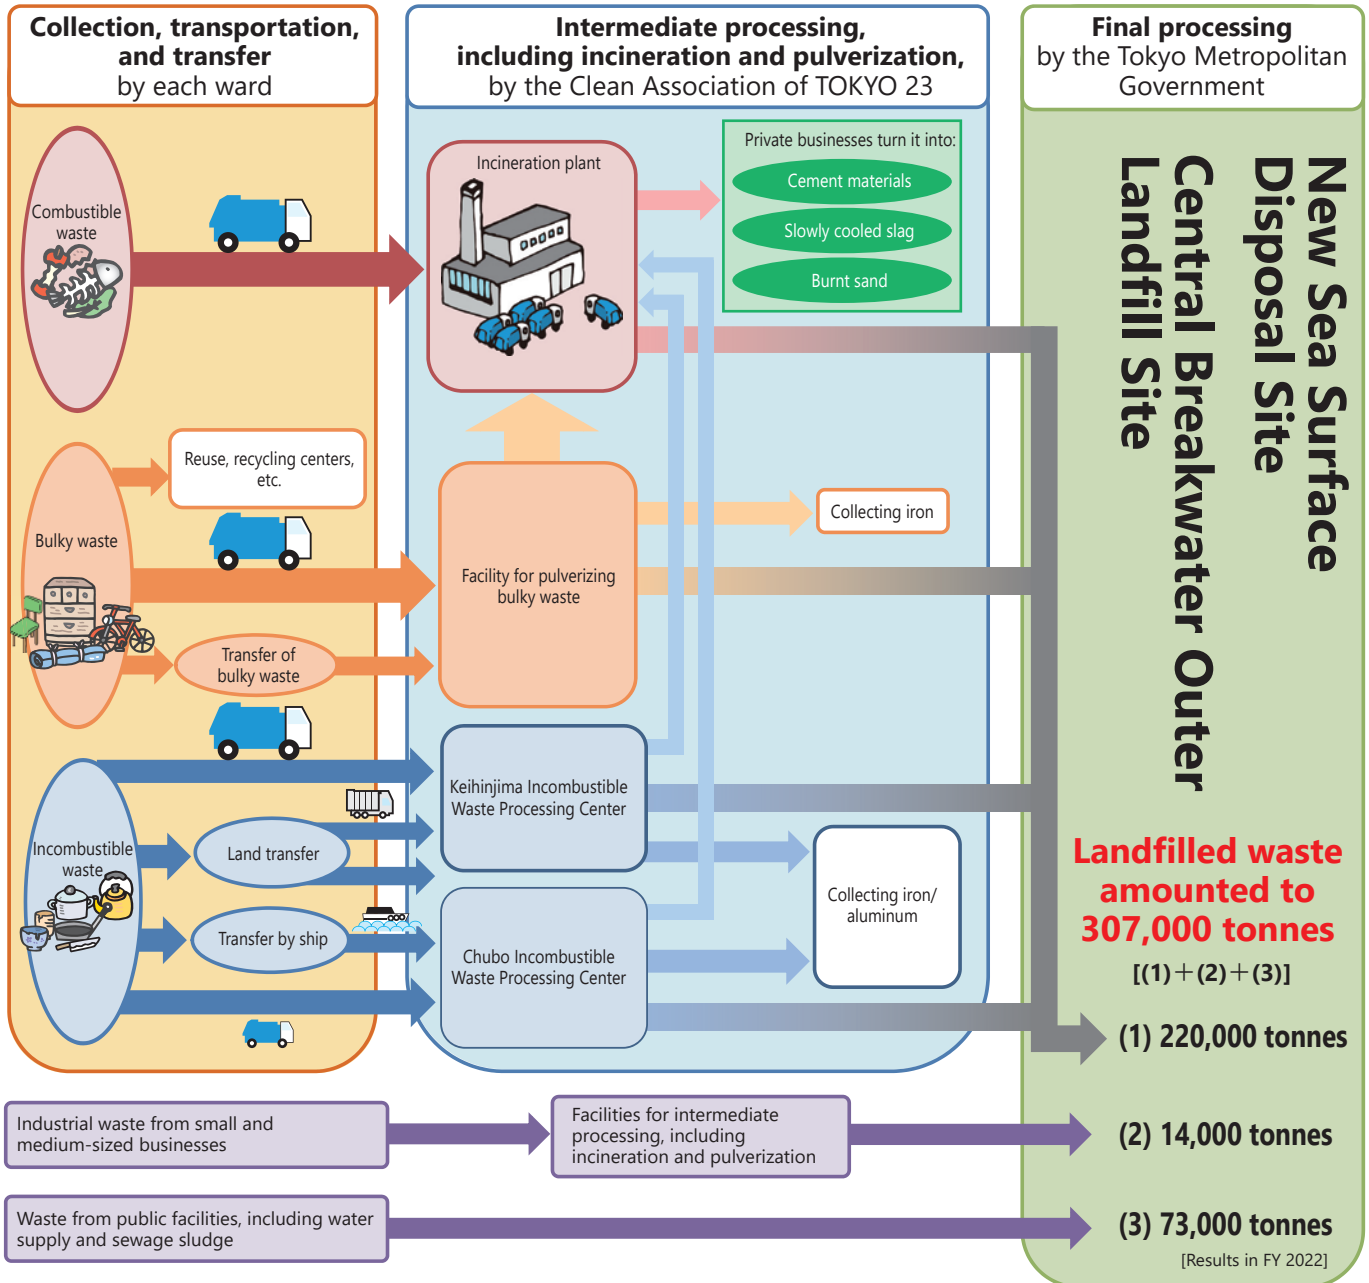 Collection, transportation,
and transfer
by each ward
Intermediate processing,
including incineration and pulverization,
by the Clean Association of TOKYO 23
Final processing
by the Tokyo Metropolitan
Government
Combustible
waste
Incineration plant
Private businesses turn it into:
Cement materials
Slowly cooled slag
Burnt sand
New Sea Surface
Disposal Site
Central Breakwater Outer
Landfill Site
Bulky waste
Reuse, recycling centers,
etc.
Transfer of
bulky waste
Facility for pulverizing
bulky waste
Collecting iron
Incombustible
waste
Land transfer
Transfer by ship
Keihinjima Incombustible
Waste Processing Center
Chubo Incombustible
Waste Processing Center
Collecting iron/
aluminum
Landfilled waste
amounted to
307,000 tonnes
[(1)+(2)+(3)]
(1) 220,000 tonnes
Industrial waste from small and
medium-sized businesses
Facilities for intermediate
processing, including
incineration and pulverization
(2) 14,000 tonnes
Waste from public facilities, including water
supply and sewage sludge
(3) 73,000 tonnes
[Results in FY 2022]